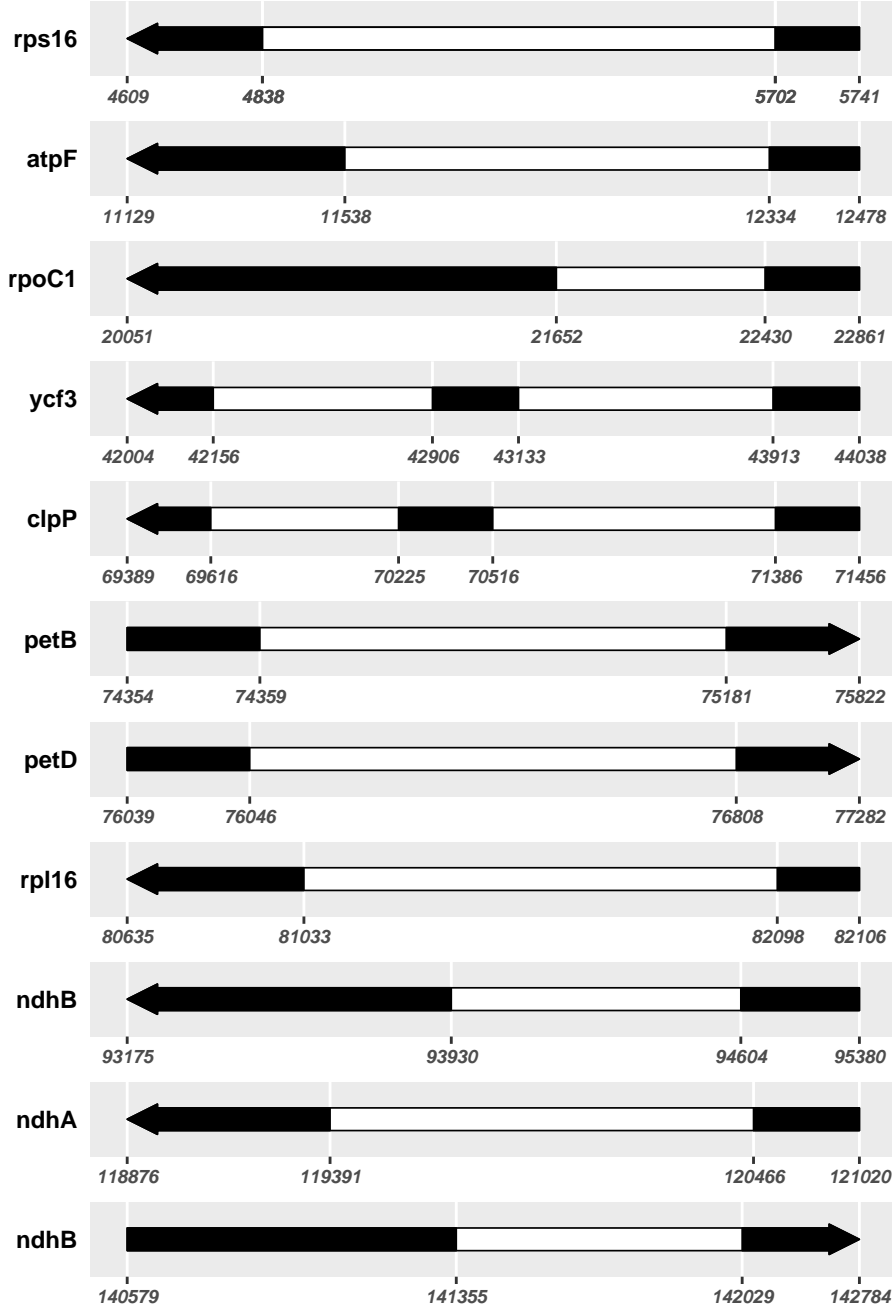 rps16
4609 4838 5702 5741
atpF
11129 11538 12334 12478
rpoC1
20051 21652 22430 22861
ycf3
42004 42156 42906 43133 43913 44038
clpP
69389 69616 70225 70516 71386 71456
petB
74354 74359 75181 75822
petD
76039 76046 76808 77282
rpl16
80635 81033 82098 82106
ndhB
93175 93930 94604 95380
ndhA
118876 119391 120466 121020
ndhB
140579 141355 142029 142784